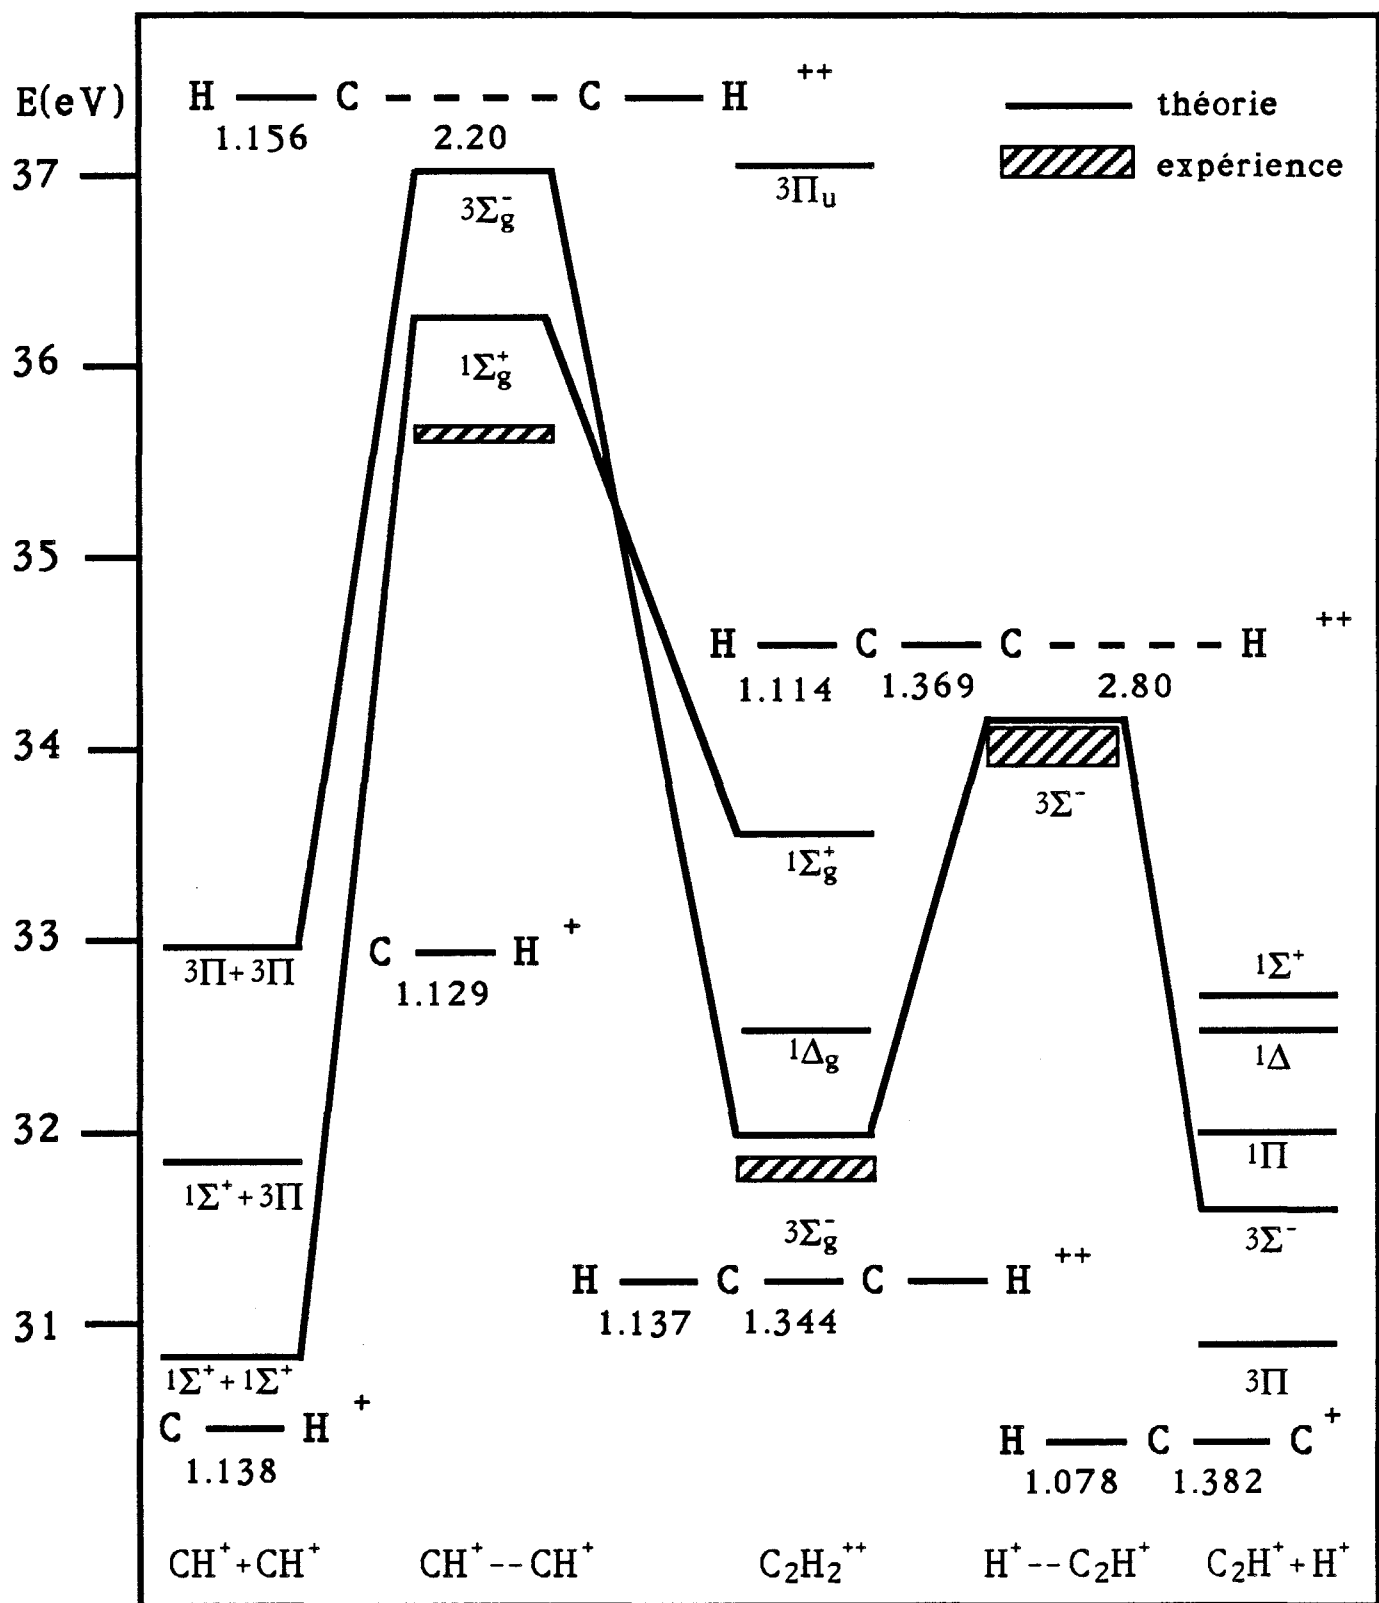 H C C H ++
E(eV)
1.156 2.20
théorie
expérience
37
3Σg-
3Πu
36
1Σg+
35
H C C H ++
1.114 1.369 2.80
34
3Σ-
1Σg+
33
3Π+3Π
C H +
1.129
1Σ+
1Δg
1Δ
32
1Σ++3Π
1Π
3Σg-
3Σ-
H C C H ++
1.137 1.344
31
1Σ++1Σ+
3Π
C H +
1.138
H C C +
1.078 1.382
CH++CH+ CH+--CH+ C2H2++ H+--C2H+ C2H++H+